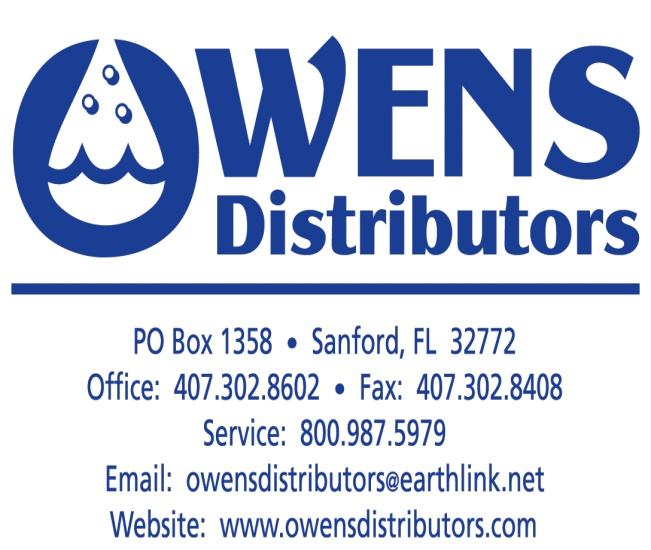 OWENS
Distributors
PO Box 1358 • Sanford, FL 32772
Office: 407.302.8602 • Fax: 407.302.8408
Service: 800.987.5979
Email: owensdistributors@earthlink.net
Website: www.owensdistributors.com